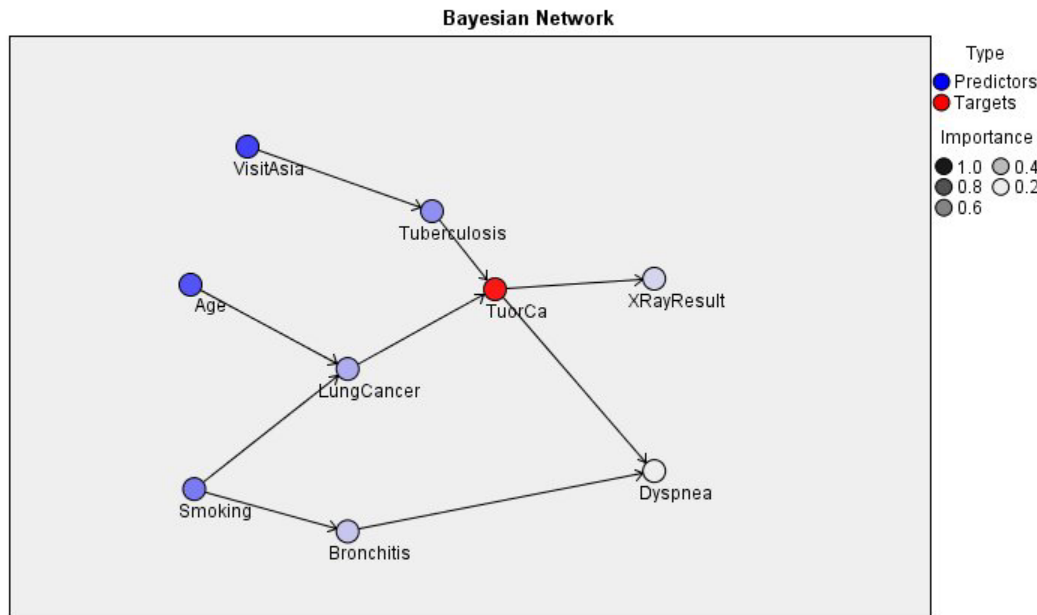 Bayesian Network
Type
Predictors
Targets
Importance
1.0 0.4
0.8 0.2
0.6
VisitAsia
Tuberculosis
Age
TuorCa
XRayResult
LungCancer
Smoking
Dyspnea
Bronchitis